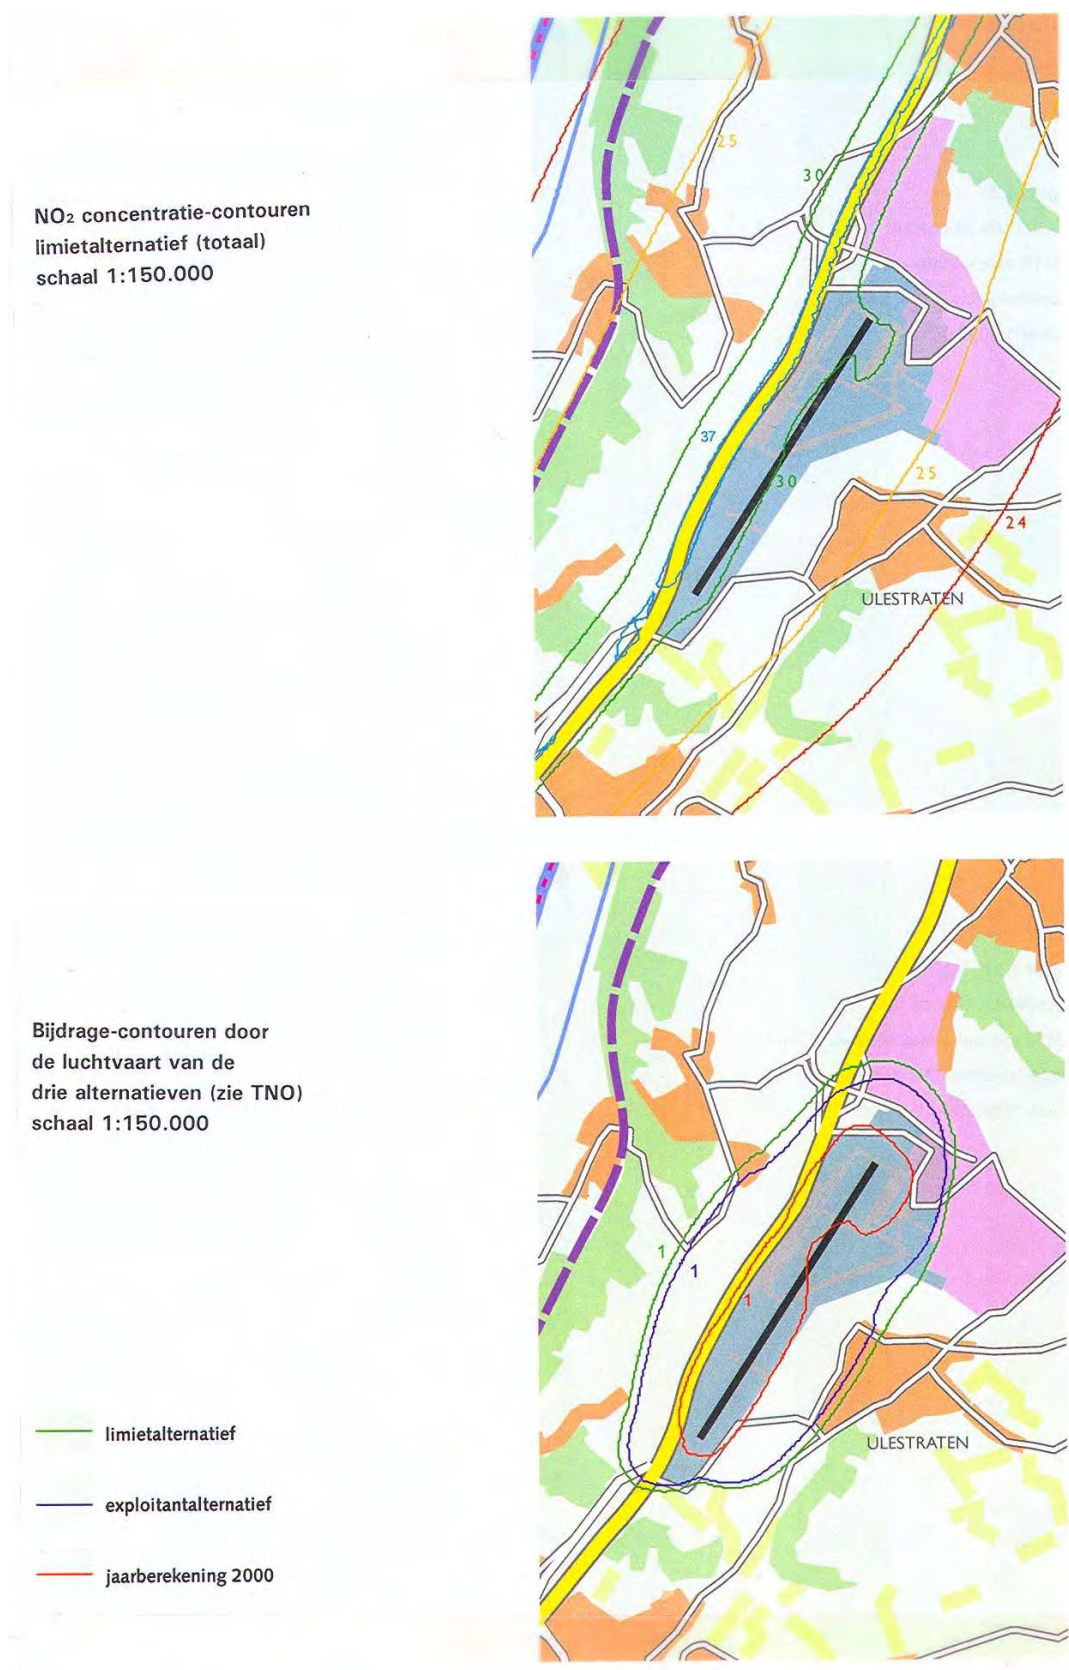 NO2 concentratie-contouren
limietalternatief (totaal)
schaal 1:150.000
25
30
37
30
25
24
ULESTRATEN
Bijdrage-contouren door
de luchtvaart van de
drie alternatieven (zie TNO)
schaal 1:150.000
1
1
1
ULESTRATEN
limietalternatief
exploitantalternatief
jaarberekening 2000